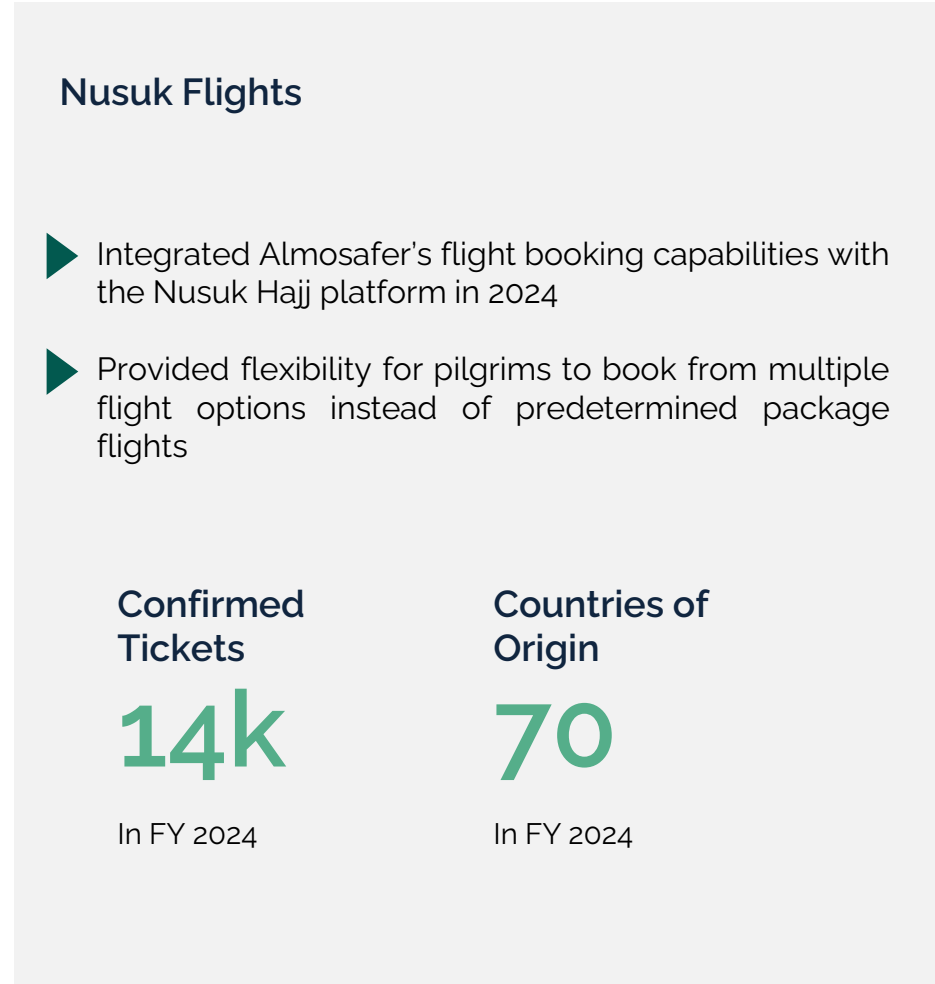 Nusuk Flights
Integrated Almosafer’s flight booking capabilities with
the Nusuk Hajj platform in 2024
Provided flexibility for pilgrims to book from multiple
flight options instead of predetermined package
flights
Confirmed
Tickets
14k
In FY 2024
Countries of
Origin
70
In FY 2024